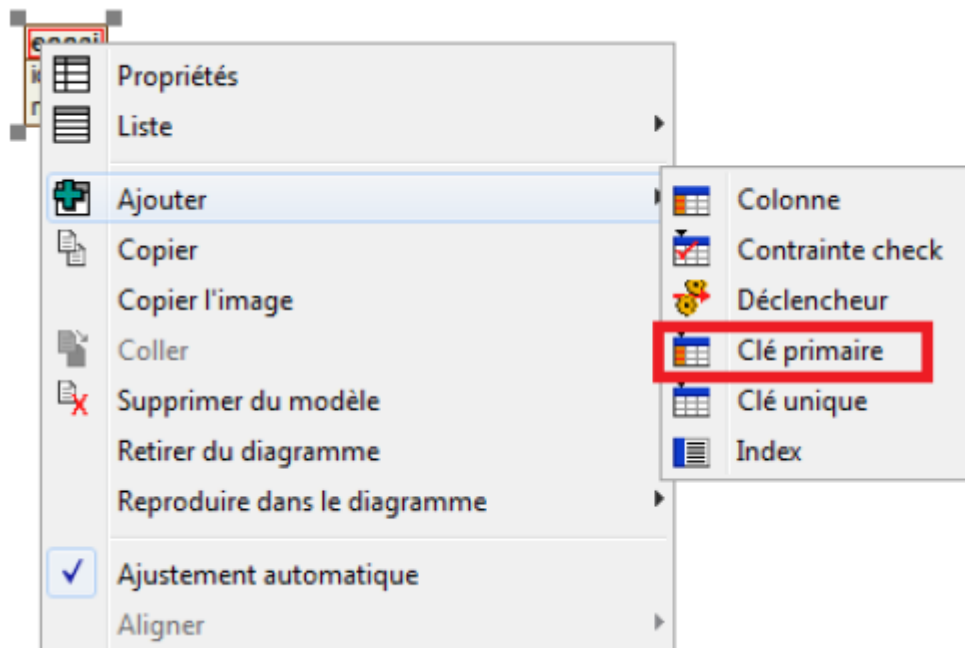 Propriétés
Liste
Ajouter
Copier
Copier l'image
Coller
Supprimer du modèle
Retirer du diagramme
Reproduire dans le diagramme
Ajustement automatique
Aligner
Colonne
Contrainte check
Déclencheur
Clé primaire
Clé unique
Index